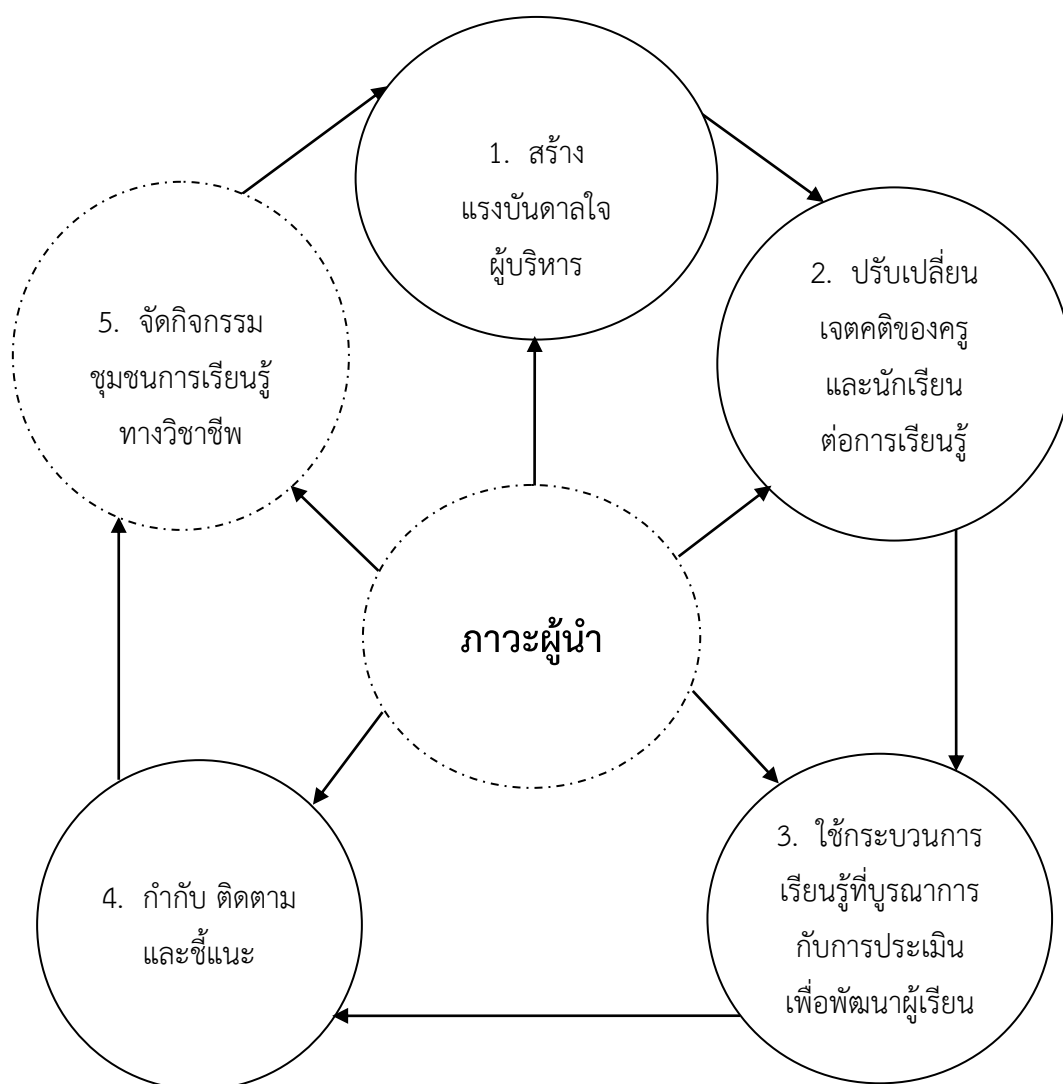 1. สร้าง
แรงบันดาลใจ
ผู้บริหาร
2. ปรับเปลี่ยน
เจตคติของครู
และนักเรียน
ต่อการเรียนรู้
3. ใช้กระบวนการ
เรียนรู้ที่บูรณาการ
กับการประเมิน
เพื่อพัฒนาผู้เรียน
4. กำกับ ติดตาม
และชี้แนะ
5. จัดกิจกรรม
ชุมชนการเรียนรู้
ทางวิชาชีพ
ภาวะผู้นำ